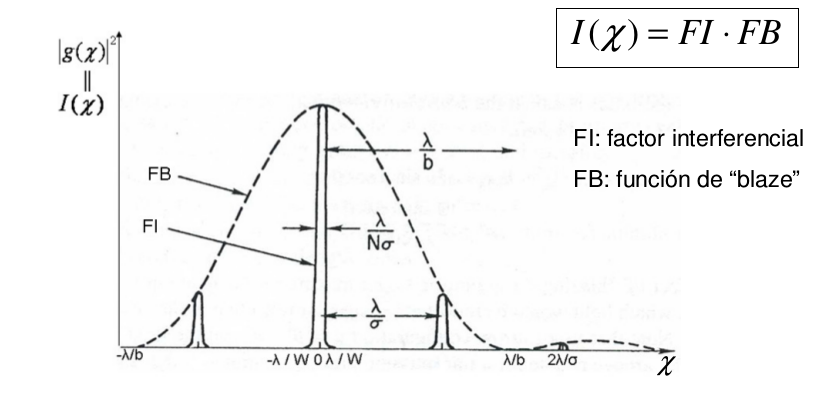 I(χ) = FI · FB
|g(χ)|²
||
I(χ)
λ
b
FI: factor interferencial
FB: función de “blaze”
FB
FI
λ
Nσ
λ
σ
-λ/b
-λ / W 0 λ / W
λ/b
2λ/σ
χ